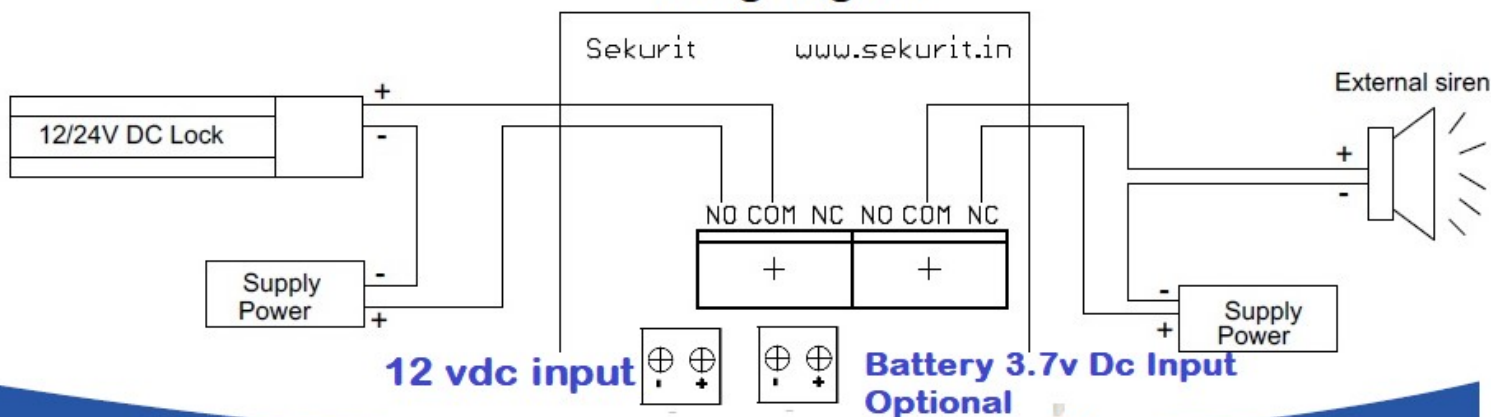 Sekurit www.sekurit.in
External siren
+
12/24V DC Lock
-
+
-
NO COM NC NO COM NC
+ +
Supply
Power
-
+
-
+
Supply
Power
12 vdc input
- +
- +
Battery 3.7v Dc Input
Optional